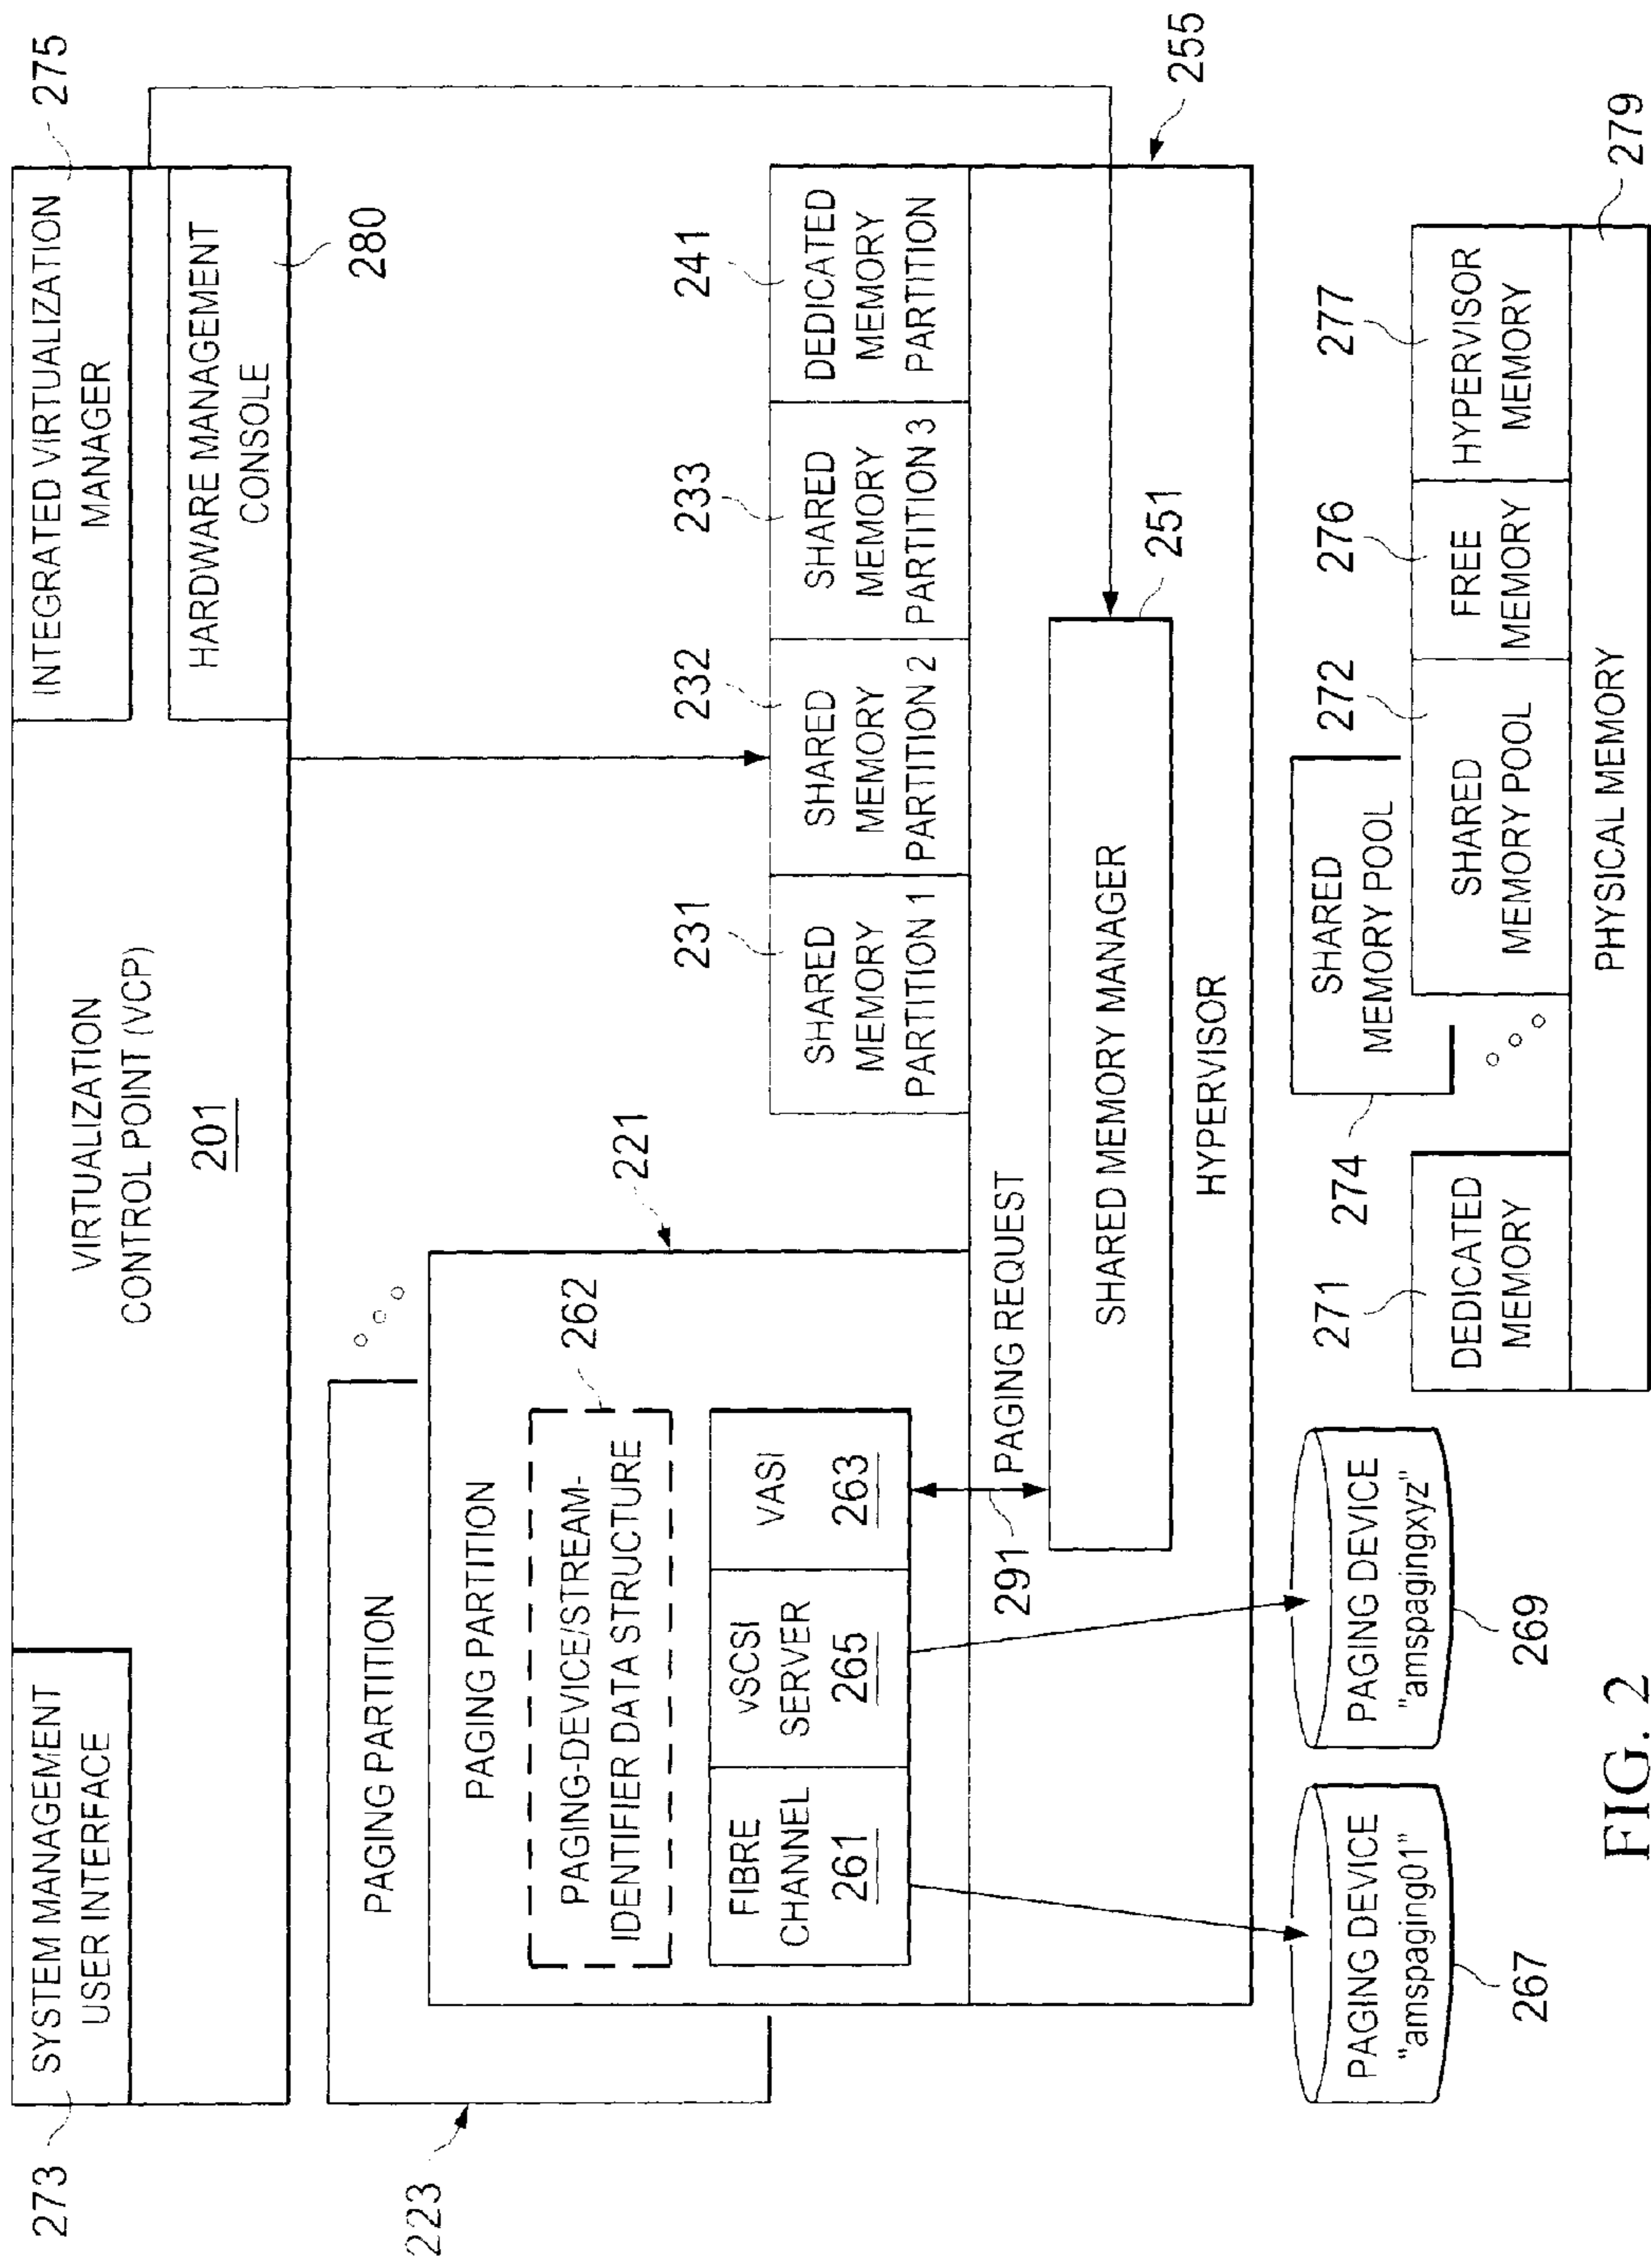 273
SYSTEM MANAGEMENT
USER INTERFACE
VIRTUALIZATION
CONTROL POINT (VCP)
201
INTEGRATED VIRTUALIZATION
MANAGER
275
HARDWARE MANAGEMENT
CONSOLE
280
223
PAGING PARTITION
221
PAGING PARTITION
262
PAGING-DEVICE/STREAM-
IDENTIFIER DATA STRUCTURE
FIBRE
CHANNEL
261
vSCSI
SERVER
265
VASI
263
231
SHARED
MEMORY
PARTITION 1
232
SHARED
MEMORY
PARTITION 2
233
SHARED
MEMORY
PARTITION 3
241
DEDICATED
MEMORY
PARTITION
291
PAGING REQUEST
251
SHARED MEMORY MANAGER
HYPERVISOR
255
PAGING DEVICE
"amspaging01"
267
PAGING DEVICE
"amspagingxyz"
269
271
DEDICATED
MEMORY
274
SHARED
MEMORY POOL
272
SHARED
MEMORY POOL
276
FREE
MEMORY
277
HYPERVISOR
MEMORY
PHYSICAL MEMORY
279
FIG. 2